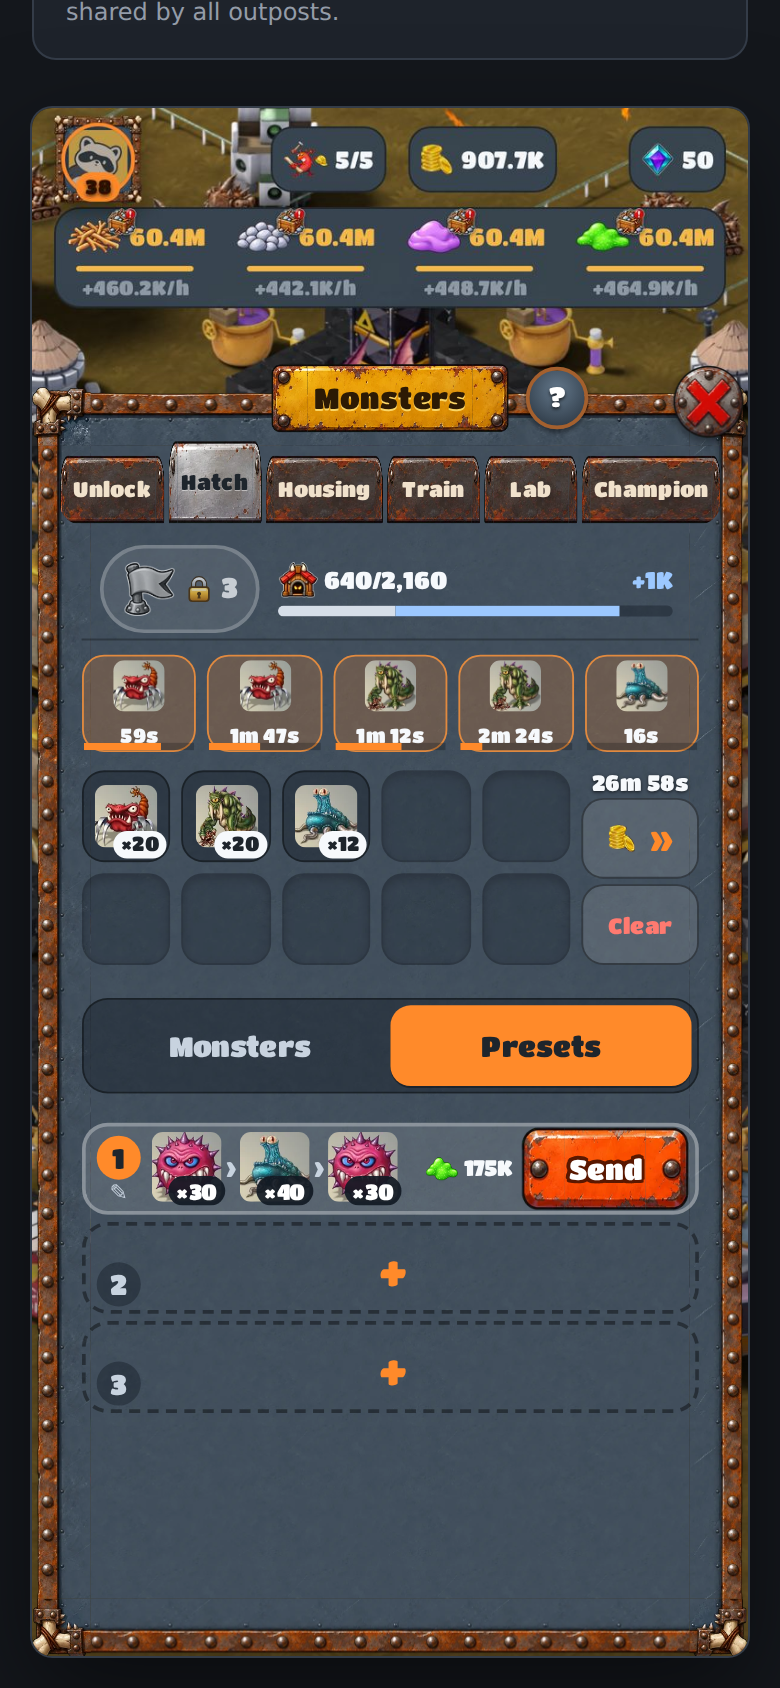 shared by all outposts.
38
5/5
907.7K
50
60.4M
60.4M
60.4M
60.4M
+460.2K/h
+442.1K/h
+448.7K/h
+464.9K/h
Monsters
?
Unlock
Hatch
Housing
Train
Lab
Champion
3
640/2,160
+1K
59s
1m 47s
1m 12s
2m 24s
16s
×20
×20
×12
26m 58s
Clear
Monsters
Presets
1
×30
×40
×30
175K
Send
2
3